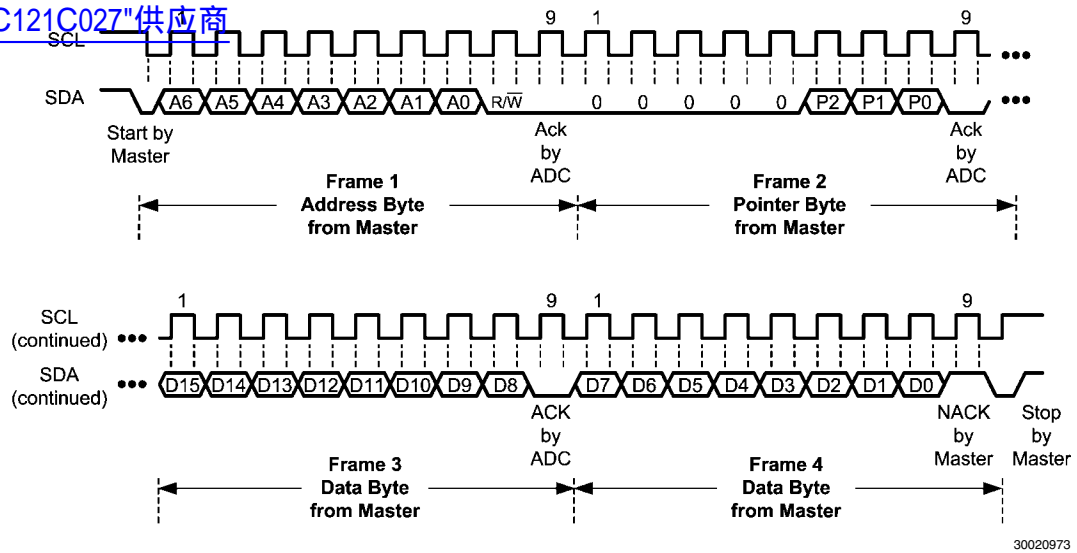 C121C027"供应商
9 1 9
SCL
SDA A6 A5 A4 A3 A2 A1 A0 R/W̅ 0 0 0 0 0 P2 P1 P0
Start by
Master
Ack
by
ADC
Ack
by
ADC
Frame 1
Address Byte
from Master
Frame 2
Pointer Byte
from Master
1 9 1 9
SCL
(continued)
SDA
(continued)
D15 D14 D13 D12 D11 D10 D9 D8 D7 D6 D5 D4 D3 D2 D1 D0
ACK
by
ADC
NACK
by
Master
Stop
by
Master
Frame 3
Data Byte
from Master
Frame 4
Data Byte
from Master
30020973